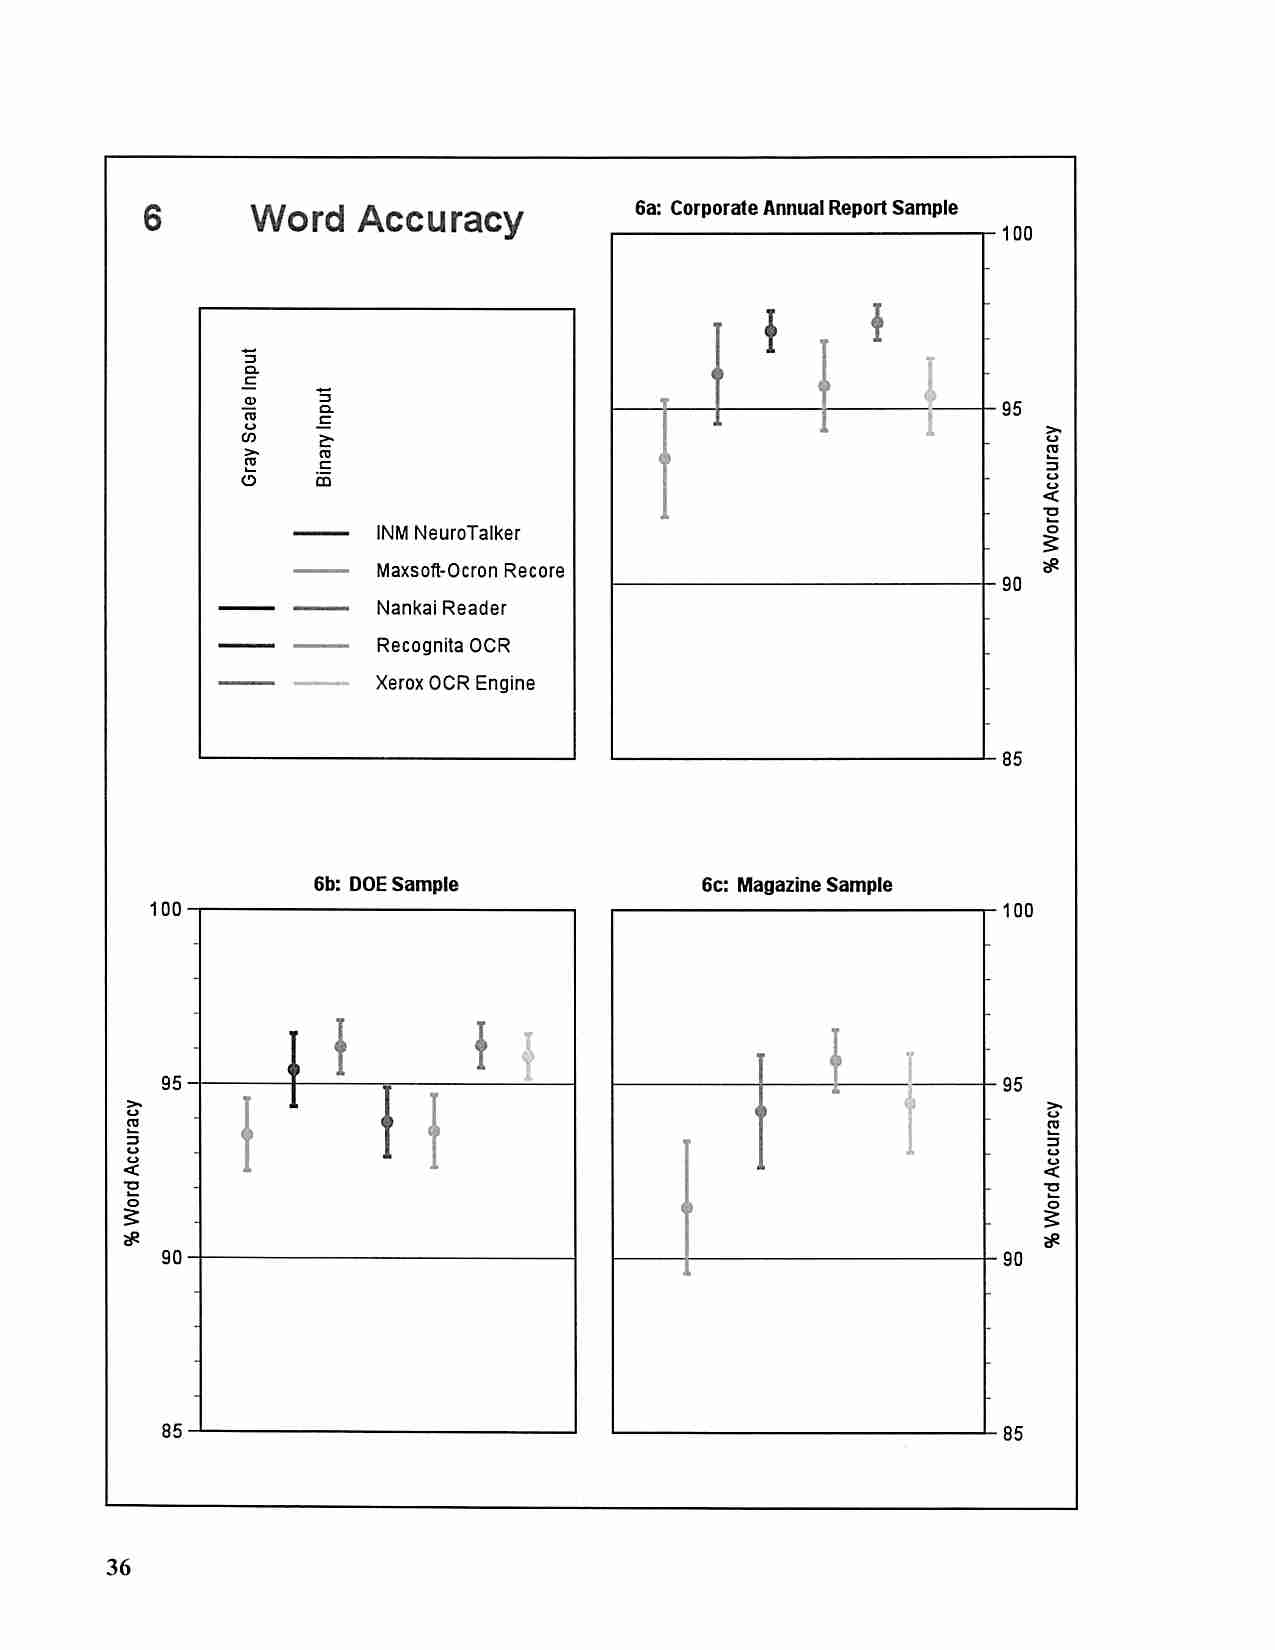 6 Word Accuracy
Gray Scale Input
Binary Input
INM NeuroTalker
Maxsoft-Ocron Recore
Nankai Reader
Recognita OCR
Xerox OCR Engine
6a: Corporate Annual Report Sample
100
95
90
85
% Word Accuracy
6b: DOE Sample
100
95
90
85
% Word Accuracy
6c: Magazine Sample
100
95
90
85
% Word Accuracy
36